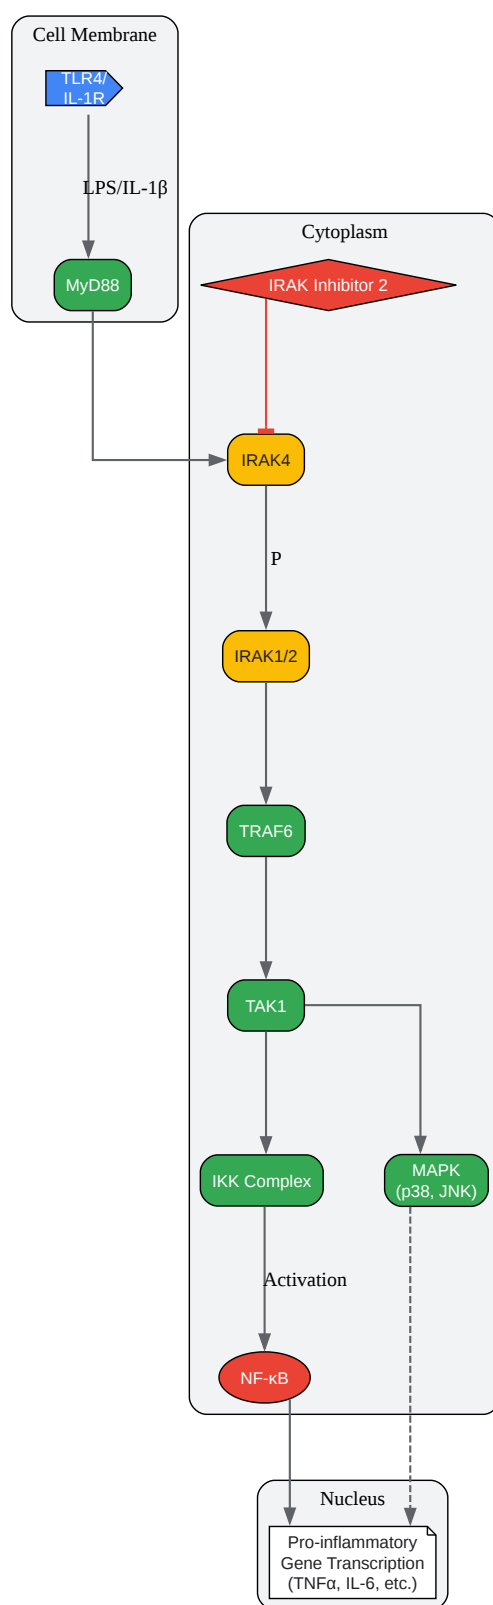 Cell Membrane
TLR4/
IL-1R
LPS/IL-1β
MyD88
Cytoplasm
IRAK Inhibitor 2
IRAK4
P
IRAK1/2
TRAF6
TAK1
IKK Complex
MAPK
(p38, JNK)
Activation
NF-κB
Nucleus
Pro-inflammatory
Gene Transcription
(TNFα, IL-6, etc.)